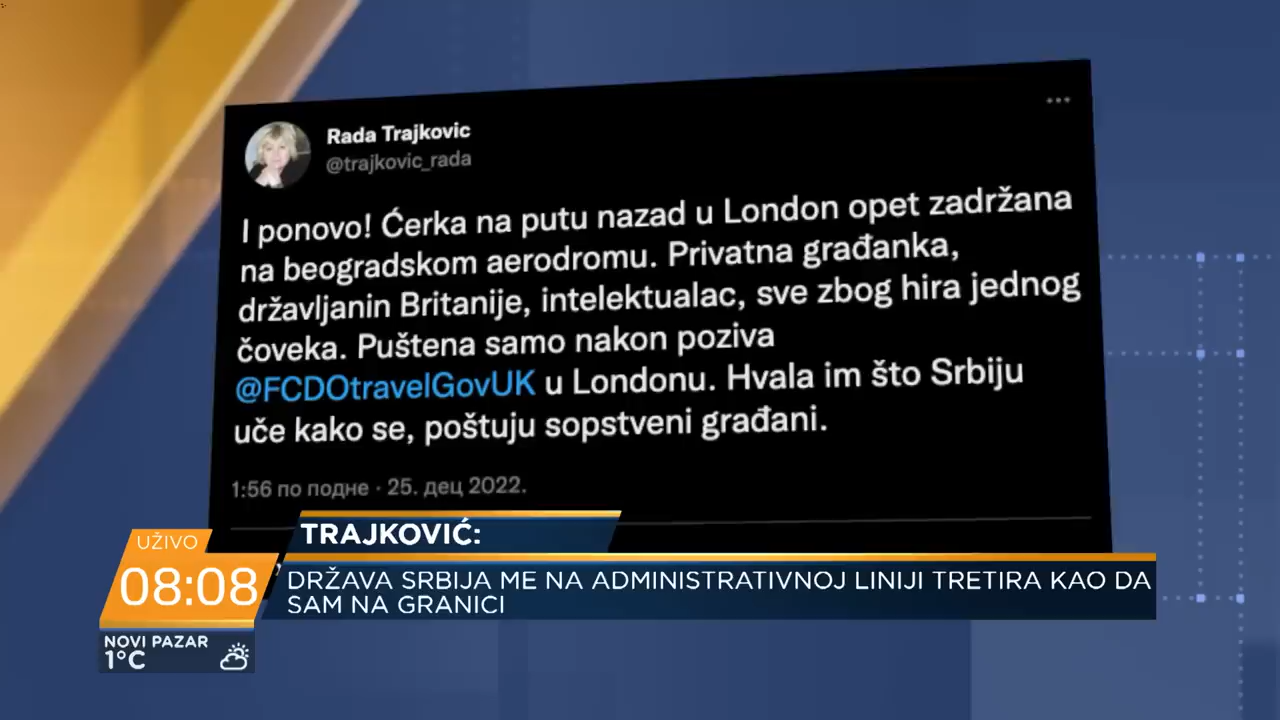 Rada Trajkovic
@trajkovic_rada
I ponovo! Ćerka na putu nazad u London opet zadržana
na beogradskom aerodromu. Privatna građanka,
državljanin Britanije, intelektualac, sve zbog hira jednog
čoveka. Puštena samo nakon poziva
@FCDOtravelGovUK u Londonu. Hvala im što Srbiju
uče kako se, poštuju sopstveni građani.
1:56 по подне · 25. дец 2022.
TRAJKOVIĆ:
UŽIVO
08:08
DRŽAVA SRBIJA ME NA ADMINISTRATIVNOJ LINIJI TRETIRA KAO DA
SAM NA GRANICI
NOVI PAZAR
1°C